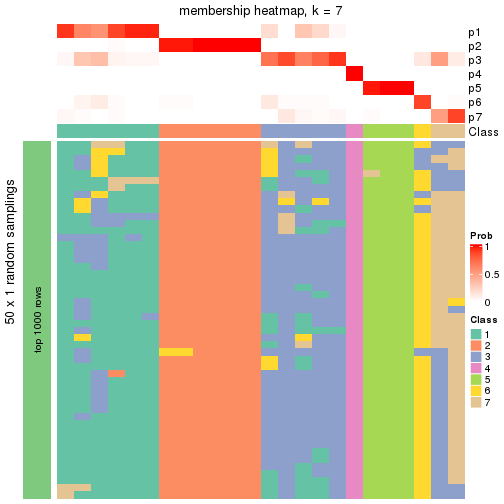 membership heatmap, k = 7
p1
p2
p3
p4
p5
p6
p7
Class
50 x 1 random samplings
top 1000 rows
Prob
1
0.5
0
Class
1
2
3
4
5
6
7